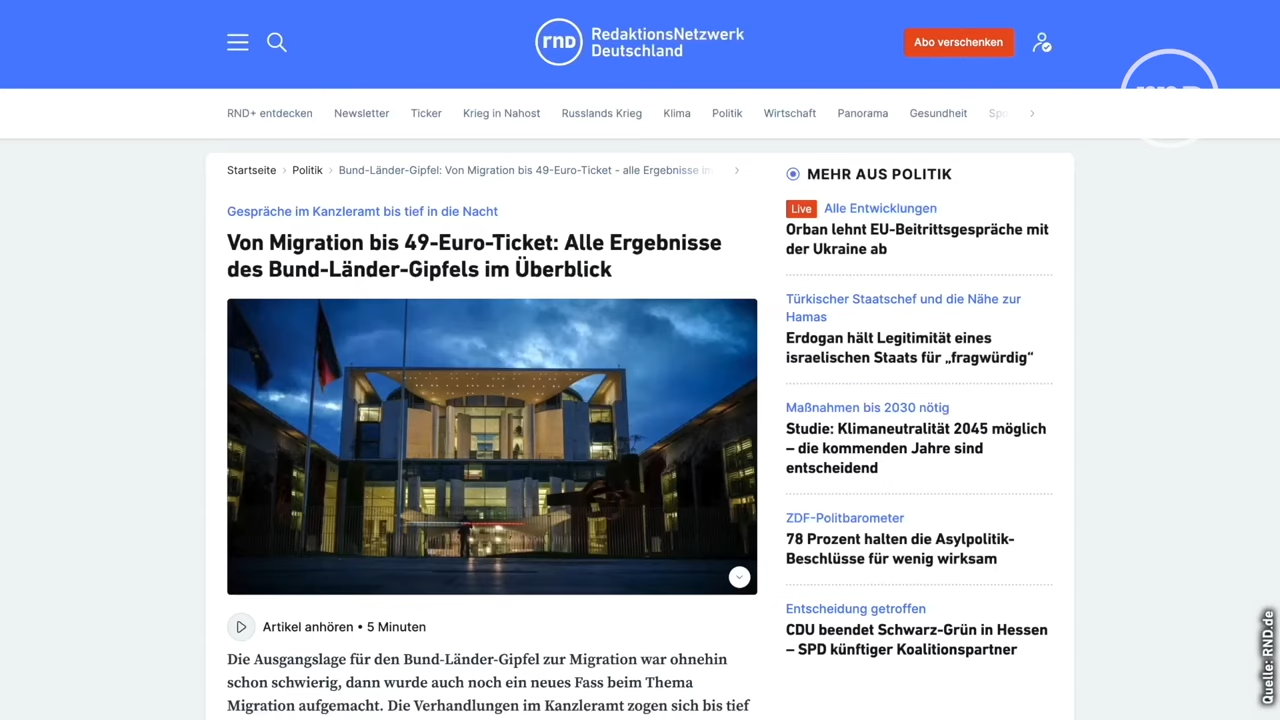 rnd
RedaktionsNetzwerk
Deutschland
Abo verschenken
RND+ entdecken
Newsletter
Ticker
Krieg in Nahost
Russlands Krieg
Klima
Politik
Wirtschaft
Panorama
Gesundheit
Spo
Startseite
Politik
Bund-Länder-Gipfel: Von Migration bis 49-Euro-Ticket - alle Ergebnisse im
Gespräche im Kanzleramt bis tief in die Nacht
Von Migration bis 49-Euro-Ticket: Alle Ergebnisse
des Bund-Länder-Gipfels im Überblick
Artikel anhören • 5 Minuten
Die Ausgangslage für den Bund-Länder-Gipfel zur Migration war ohnehin
schon schwierig, dann wurde auch noch ein neues Fass beim Thema
Migration aufgemacht. Die Verhandlungen im Kanzleramt zogen sich bis tief
MEHR AUS POLITIK
Live Alle Entwicklungen
Orban lehnt EU-Beitrittsgespräche mit
der Ukraine ab
Türkischer Staatschef und die Nähe zur
Hamas
Erdogan hält Legitimität eines
israelischen Staats für „fragwürdig“
Maßnahmen bis 2030 nötig
Studie: Klimaneutralität 2045 möglich
– die kommenden Jahre sind
entscheidend
ZDF-Politbarometer
78 Prozent halten die Asylpolitik-
Beschlüsse für wenig wirksam
Entscheidung getroffen
CDU beendet Schwarz-Grün in Hessen
– SPD künftiger Koalitionspartner
Quelle: RND.de